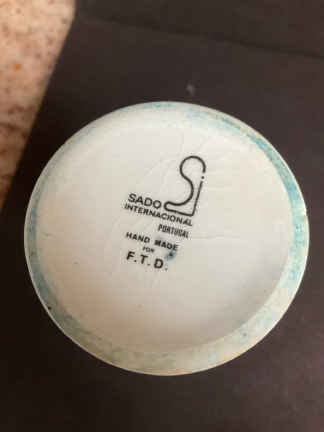 SADO
INTERNACIONAL
PORTUGAL
HAND MADE
FOR
F.T.D.